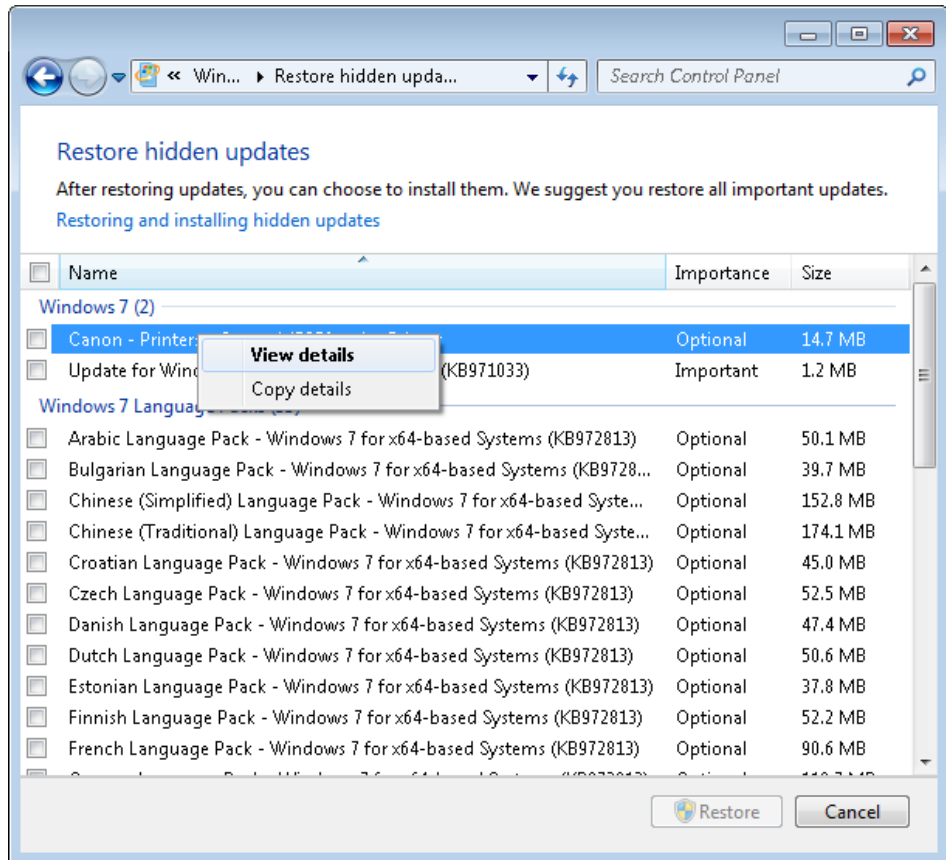 « Win... Restore hidden upda... Search Control Panel
Restore hidden updates
After restoring updates, you can choose to install them. We suggest you restore all important updates.
Restoring and installing hidden updates
Name Importance Size
Windows 7 (2)
Canon - Printers Optional 14.7 MB
View details
Update for (KB971033) Important 1.2 MB
Copy details
Windows 7
Arabic Language Pack - Windows 7 for x64-based Systems (KB972813) Optional 50.1 MB
Bulgarian Language Pack - Windows 7 for x64-based Systems (KB9728... Optional 39.7 MB
Chinese (Simplified) Language Pack - Windows 7 for x64-based Syste... Optional 152.8 MB
Chinese (Traditional) Language Pack - Windows 7 for x64-based Syste... Optional 174.1 MB
Croatian Language Pack - Windows 7 for x64-based Systems (KB972813) Optional 45.0 MB
Czech Language Pack - Windows 7 for x64-based Systems (KB972813) Optional 52.5 MB
Danish Language Pack - Windows 7 for x64-based Systems (KB972813) Optional 47.4 MB
Dutch Language Pack - Windows 7 for x64-based Systems (KB972813) Optional 50.6 MB
Estonian Language Pack - Windows 7 for x64-based Systems (KB972813) Optional 37.8 MB
Finnish Language Pack - Windows 7 for x64-based Systems (KB972813) Optional 52.2 MB
French Language Pack - Windows 7 for x64-based Systems (KB972813) Optional 90.6 MB
Restore Cancel